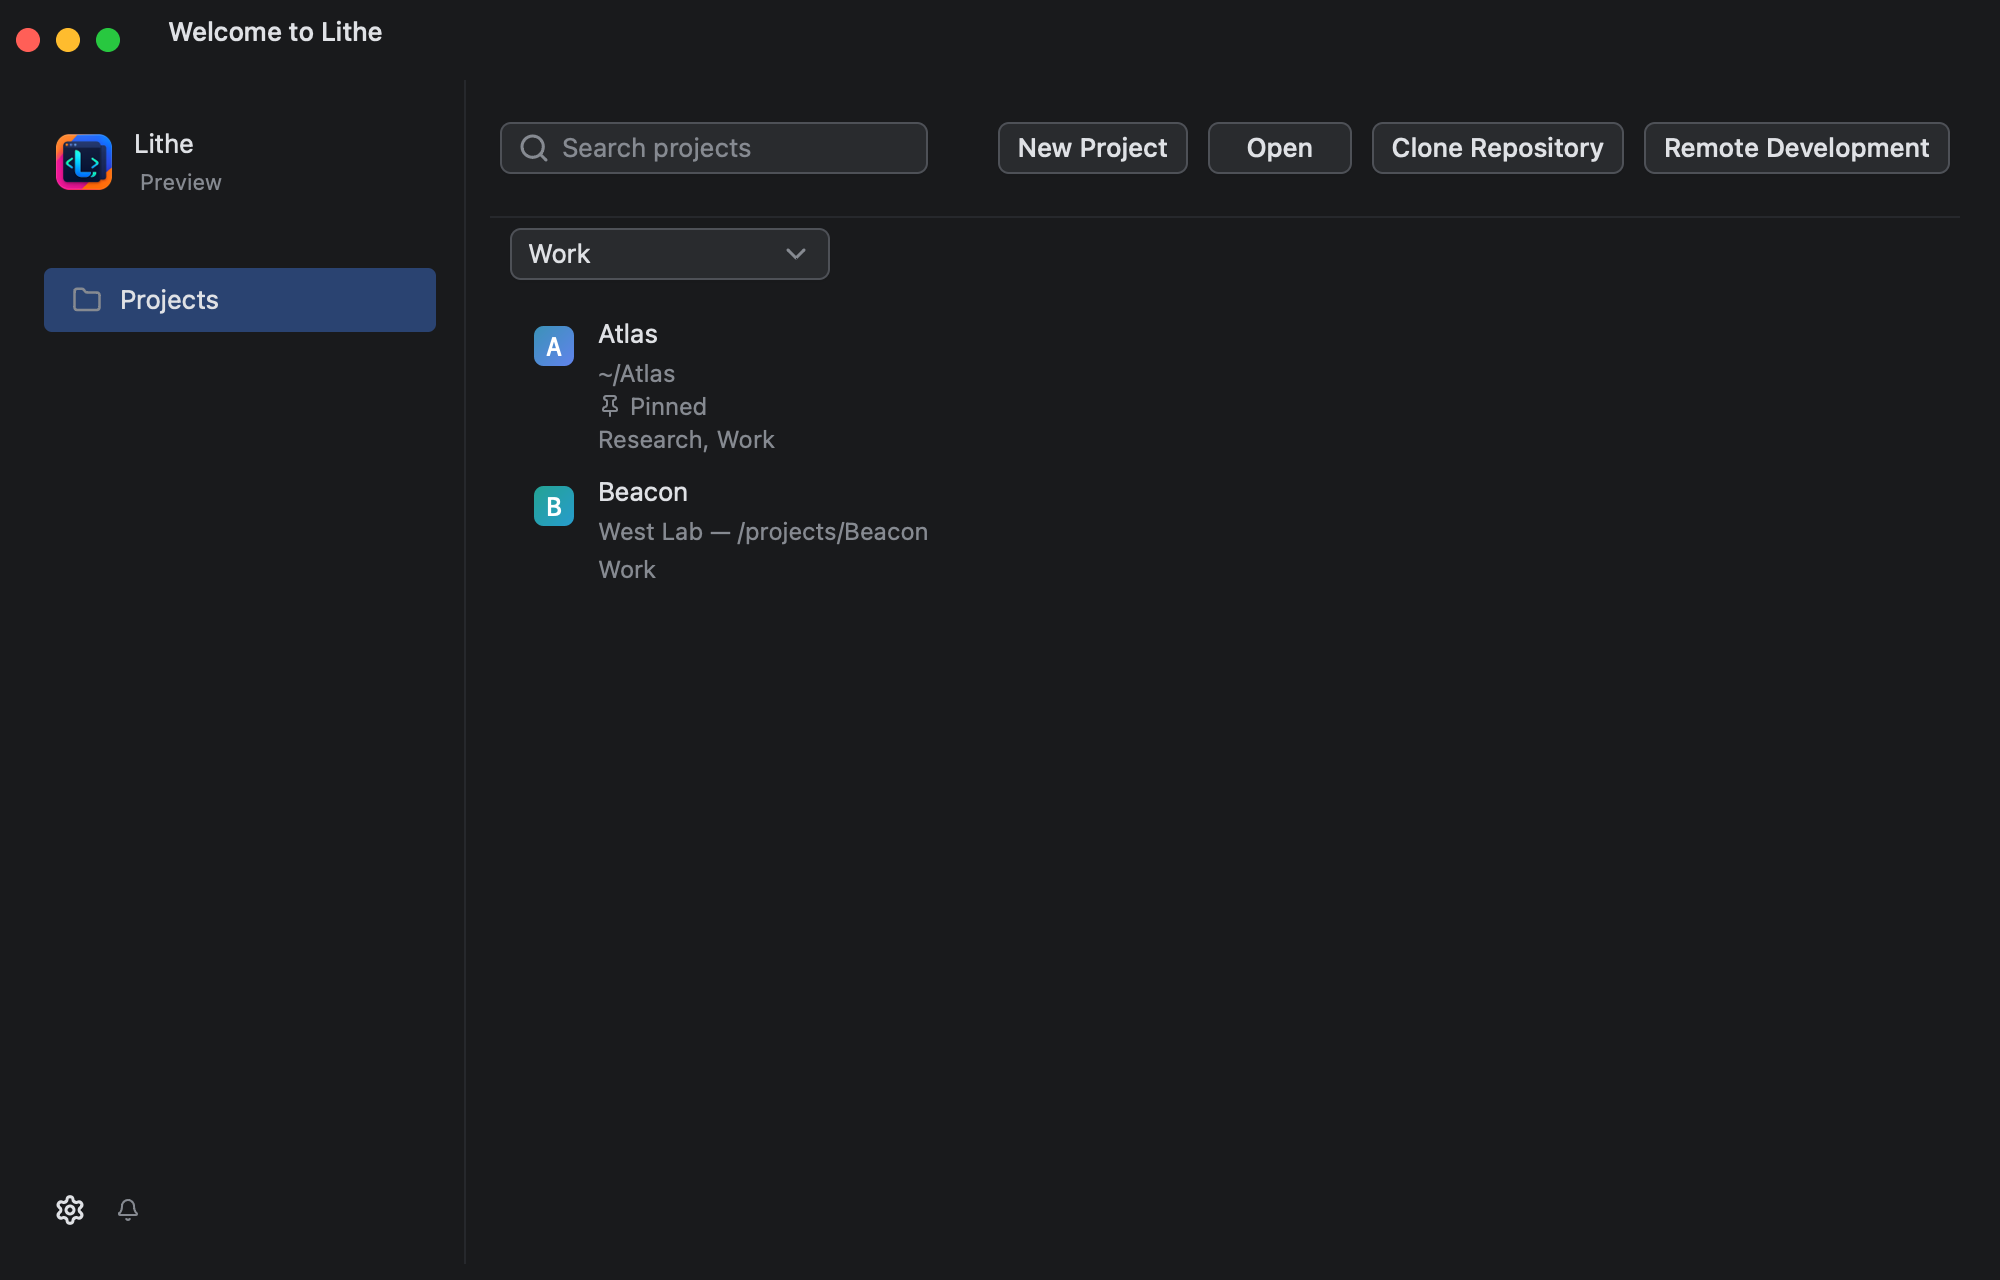 Welcome to Lithe
Lithe
Preview
Projects
Search projects
New Project
Open
Clone Repository
Remote Development
Work
A
Atlas
~/Atlas
Pinned
Research, Work
B
Beacon
West Lab — /projects/Beacon
Work